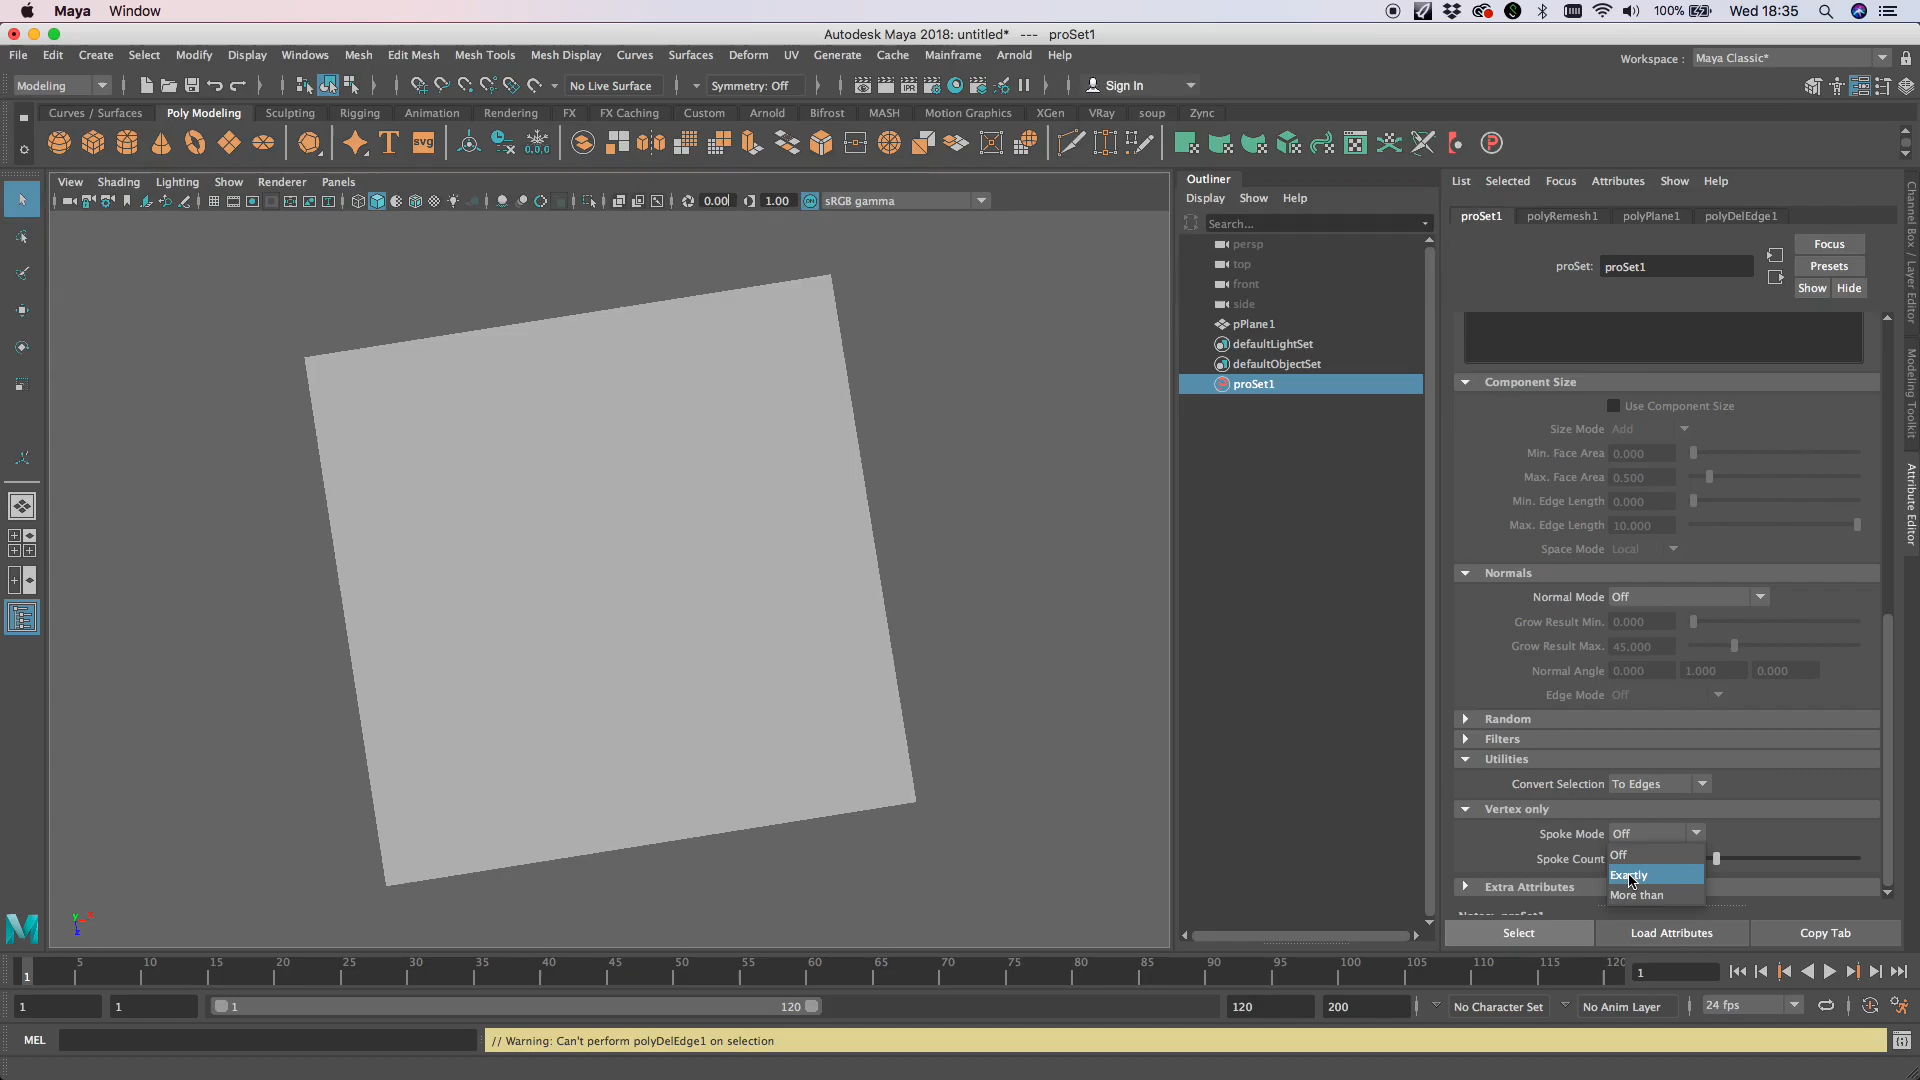 Maya Window 100% Wed 18:35
Autodesk Maya 2018: untitled* --- proSet1
File Edit Create Select Modify Display Windows Mesh Edit Mesh Mesh Tools Mesh Display Curves Surfaces Deform UV Generate Cache Arnold Help
Workspace : Maya Classic*
Modeling No Live Surface Symmetry: Off Sign In
Curves / Surfaces Poly Modeling Sculpting Rigging Animation Rendering FX FX Caching Custom Arnold Bifrost MASH Motion Graphics XGen VRay soup Zync
View Shading Lighting Show Renderer Panels
0.00 1.00 sRGB gamma
Outliner
Display Show Help
Search...
persp
top
front
side
pPlane1
defaultLightSet
defaultObjectSet
proSet1
List Selected Focus Attributes Show Help
proSet1 polyRemesh1 polyPlane1 polyDelEdge1
proSet: proSet1
Focus
Presets
Show Hide
Component Size
Use Component Size
Size Mode Add
Min. Face Area 0.000
Max. Face Area 0.500
Min. Edge Length 0.000
Max. Edge Length 10.000
Space Mode Local
Normals
Normal Mode Off
Grow Result Min. 0.000
Grow Result Max. 45.000
Normal Angle 0.000 1.000 0.000
Edge Mode Off
Random
Filters
Utilities
Convert Selection To Edges
Vertex only
Spoke Mode Off
Spoke Count
Off
Exactly
More than
Extra Attributes
Notes: proSet1
Select Load Attributes Copy Tab
Channel Box / Layer Editor
Modeling Toolkit
Attribute Editor
5 10 15 20 25 30 35 40 45 50 55 60 65 70 75 80 85 90 95 100 105 110 115 120
1 1
1 1 1 120 120 200 No Character Set No Anim Layer 24 fps
MEL // Warning: Can't perform polyDelEdge1 on selection